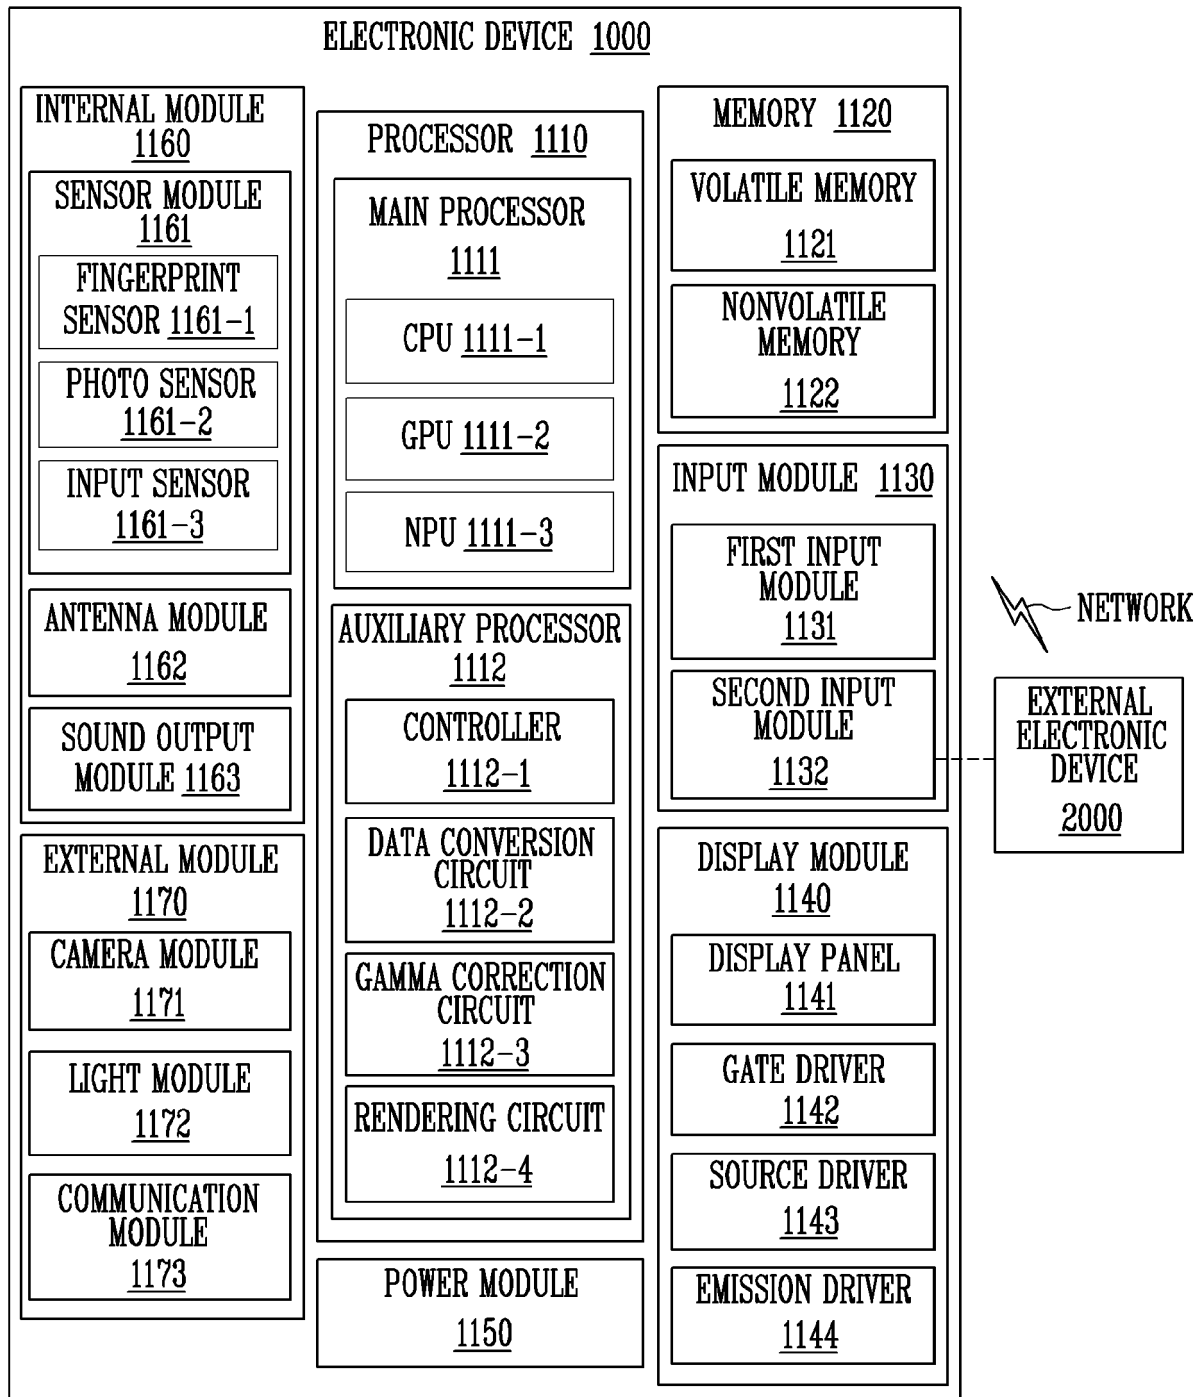 ELECTRONIC DEVICE 1000
INTERNAL MODULE
1160
SENSOR MODULE
1161
FINGERPRINT
SENSOR 1161-1
PHOTO SENSOR
1161-2
INPUT SENSOR
1161-3
ANTENNA MODULE
1162
SOUND OUTPUT
MODULE 1163
EXTERNAL MODULE
1170
CAMERA MODULE
1171
LIGHT MODULE
1172
COMMUNICATION
MODULE
1173
PROCESSOR 1110
MAIN PROCESSOR
1111
CPU 1111-1
GPU 1111-2
NPU 1111-3
AUXILIARY PROCESSOR
1112
CONTROLLER
1112-1
DATA CONVERSION
CIRCUIT
1112-2
GAMMA CORRECTION
CIRCUIT
1112-3
RENDERING CIRCUIT
1112-4
POWER MODULE
1150
MEMORY 1120
VOLATILE MEMORY
1121
NONVOLATILE
MEMORY
1122
INPUT MODULE 1130
FIRST INPUT
MODULE
1131
SECOND INPUT
MODULE
1132
DISPLAY MODULE
1140
DISPLAY PANEL
1141
GATE DRIVER
1142
SOURCE DRIVER
1143
EMISSION DRIVER
1144
NETWORK
EXTERNAL
ELECTRONIC
DEVICE
2000